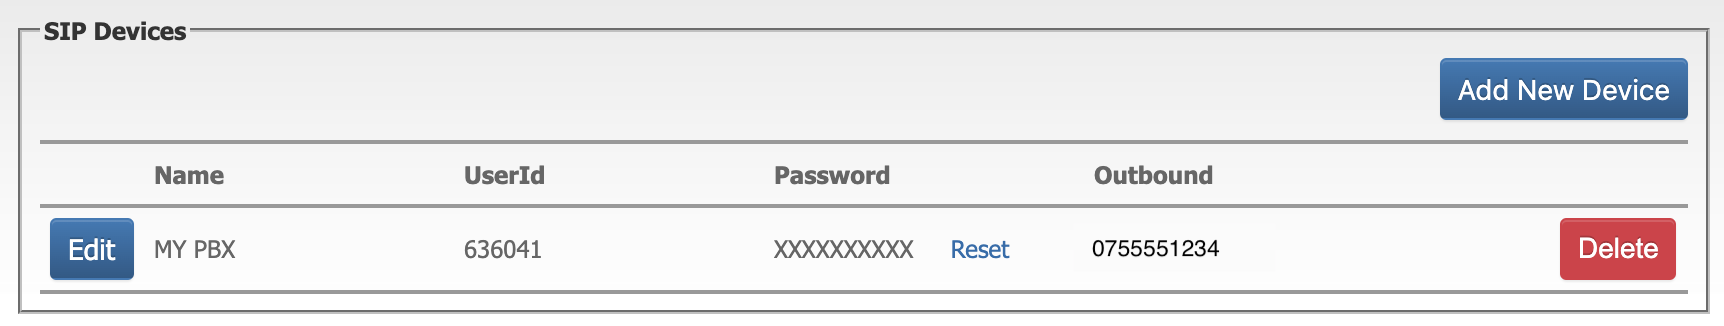 SIP Devices
Add New Device
Name UserId Password Outbound
Edit MY PBX 636041 XXXXXXXXXX Reset 0755551234 Delete